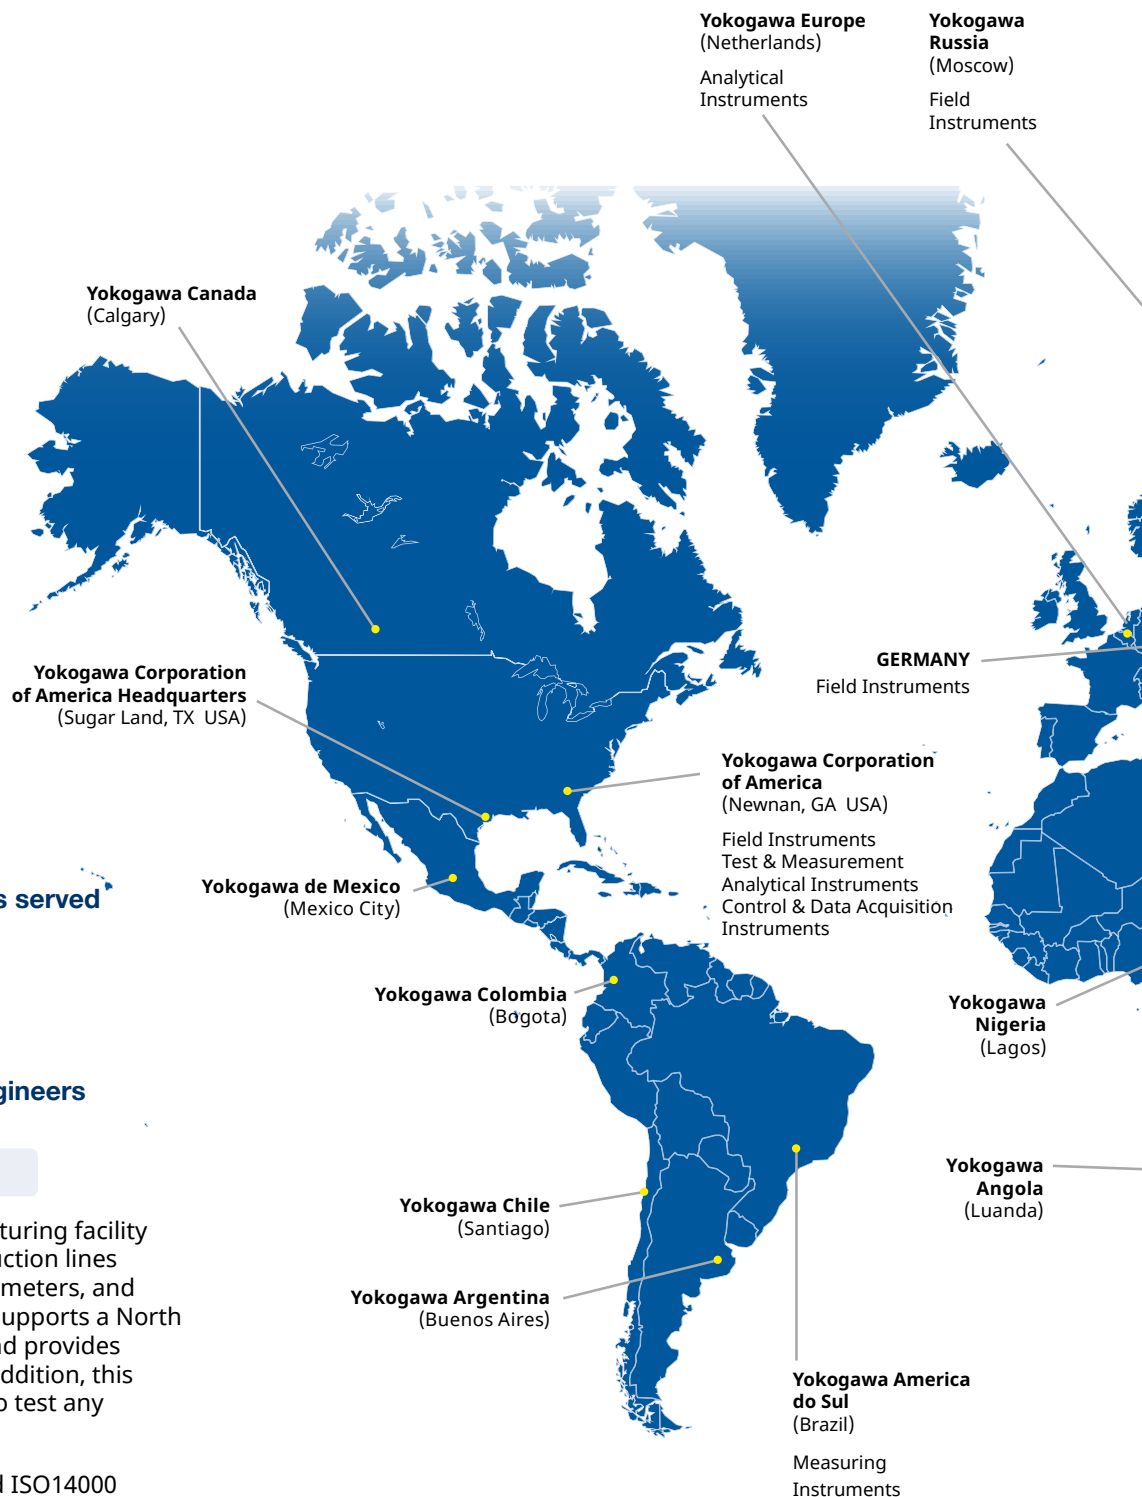 Yokogawa Europe
(Netherlands)
Analytical
Instruments
Yokogawa
Russia
(Moscow)
Field
Instruments
Yokogawa Canada
(Calgary)
Yokogawa Corporation
of America Headquarters
(Sugar Land, TX USA)
GERMANY
Field Instruments
Yokogawa Corporation
of America
(Newnan, GA USA)
Field Instruments
Test & Measurement
Analytical Instruments
Control & Data Acquisition
Instruments
Yokogawa de Mexico
(Mexico City)
s served
Yokogawa Colombia
(Bogota)
Yokogawa
Nigeria
(Lagos)
gineers
Yokogawa
Angola
(Luanda)
Yokogawa Chile
(Santiago)
Yokogawa Argentina
(Buenos Aires)
turing facility
uction lines
meters, and
supports a North
nd provides
ddition, this
o test any
d ISO14000
Yokogawa America
do Sul
(Brazil)
Measuring
Instruments